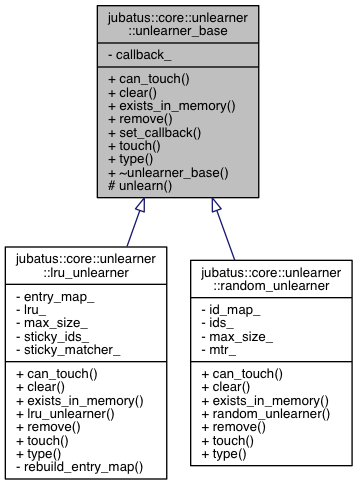 jubatus::core::unlearner
::unlearner_base
- callback_
+ can_touch()
+ clear()
+ exists_in_memory()
+ remove()
+ set_callback()
+ touch()
+ type()
+ ~unlearner_base()
# unlearn()
jubatus::core::unlearner
::lru_unlearner
- entry_map_
- lru_
- max_size_
- sticky_ids_
- sticky_matcher_
+ can_touch()
+ clear()
+ exists_in_memory()
+ lru_unlearner()
+ remove()
+ touch()
+ type()
- rebuild_entry_map()
jubatus::core::unlearner
::random_unlearner
- id_map_
- ids_
- max_size_
- mtr_
+ can_touch()
+ clear()
+ exists_in_memory()
+ random_unlearner()
+ remove()
+ touch()
+ type()